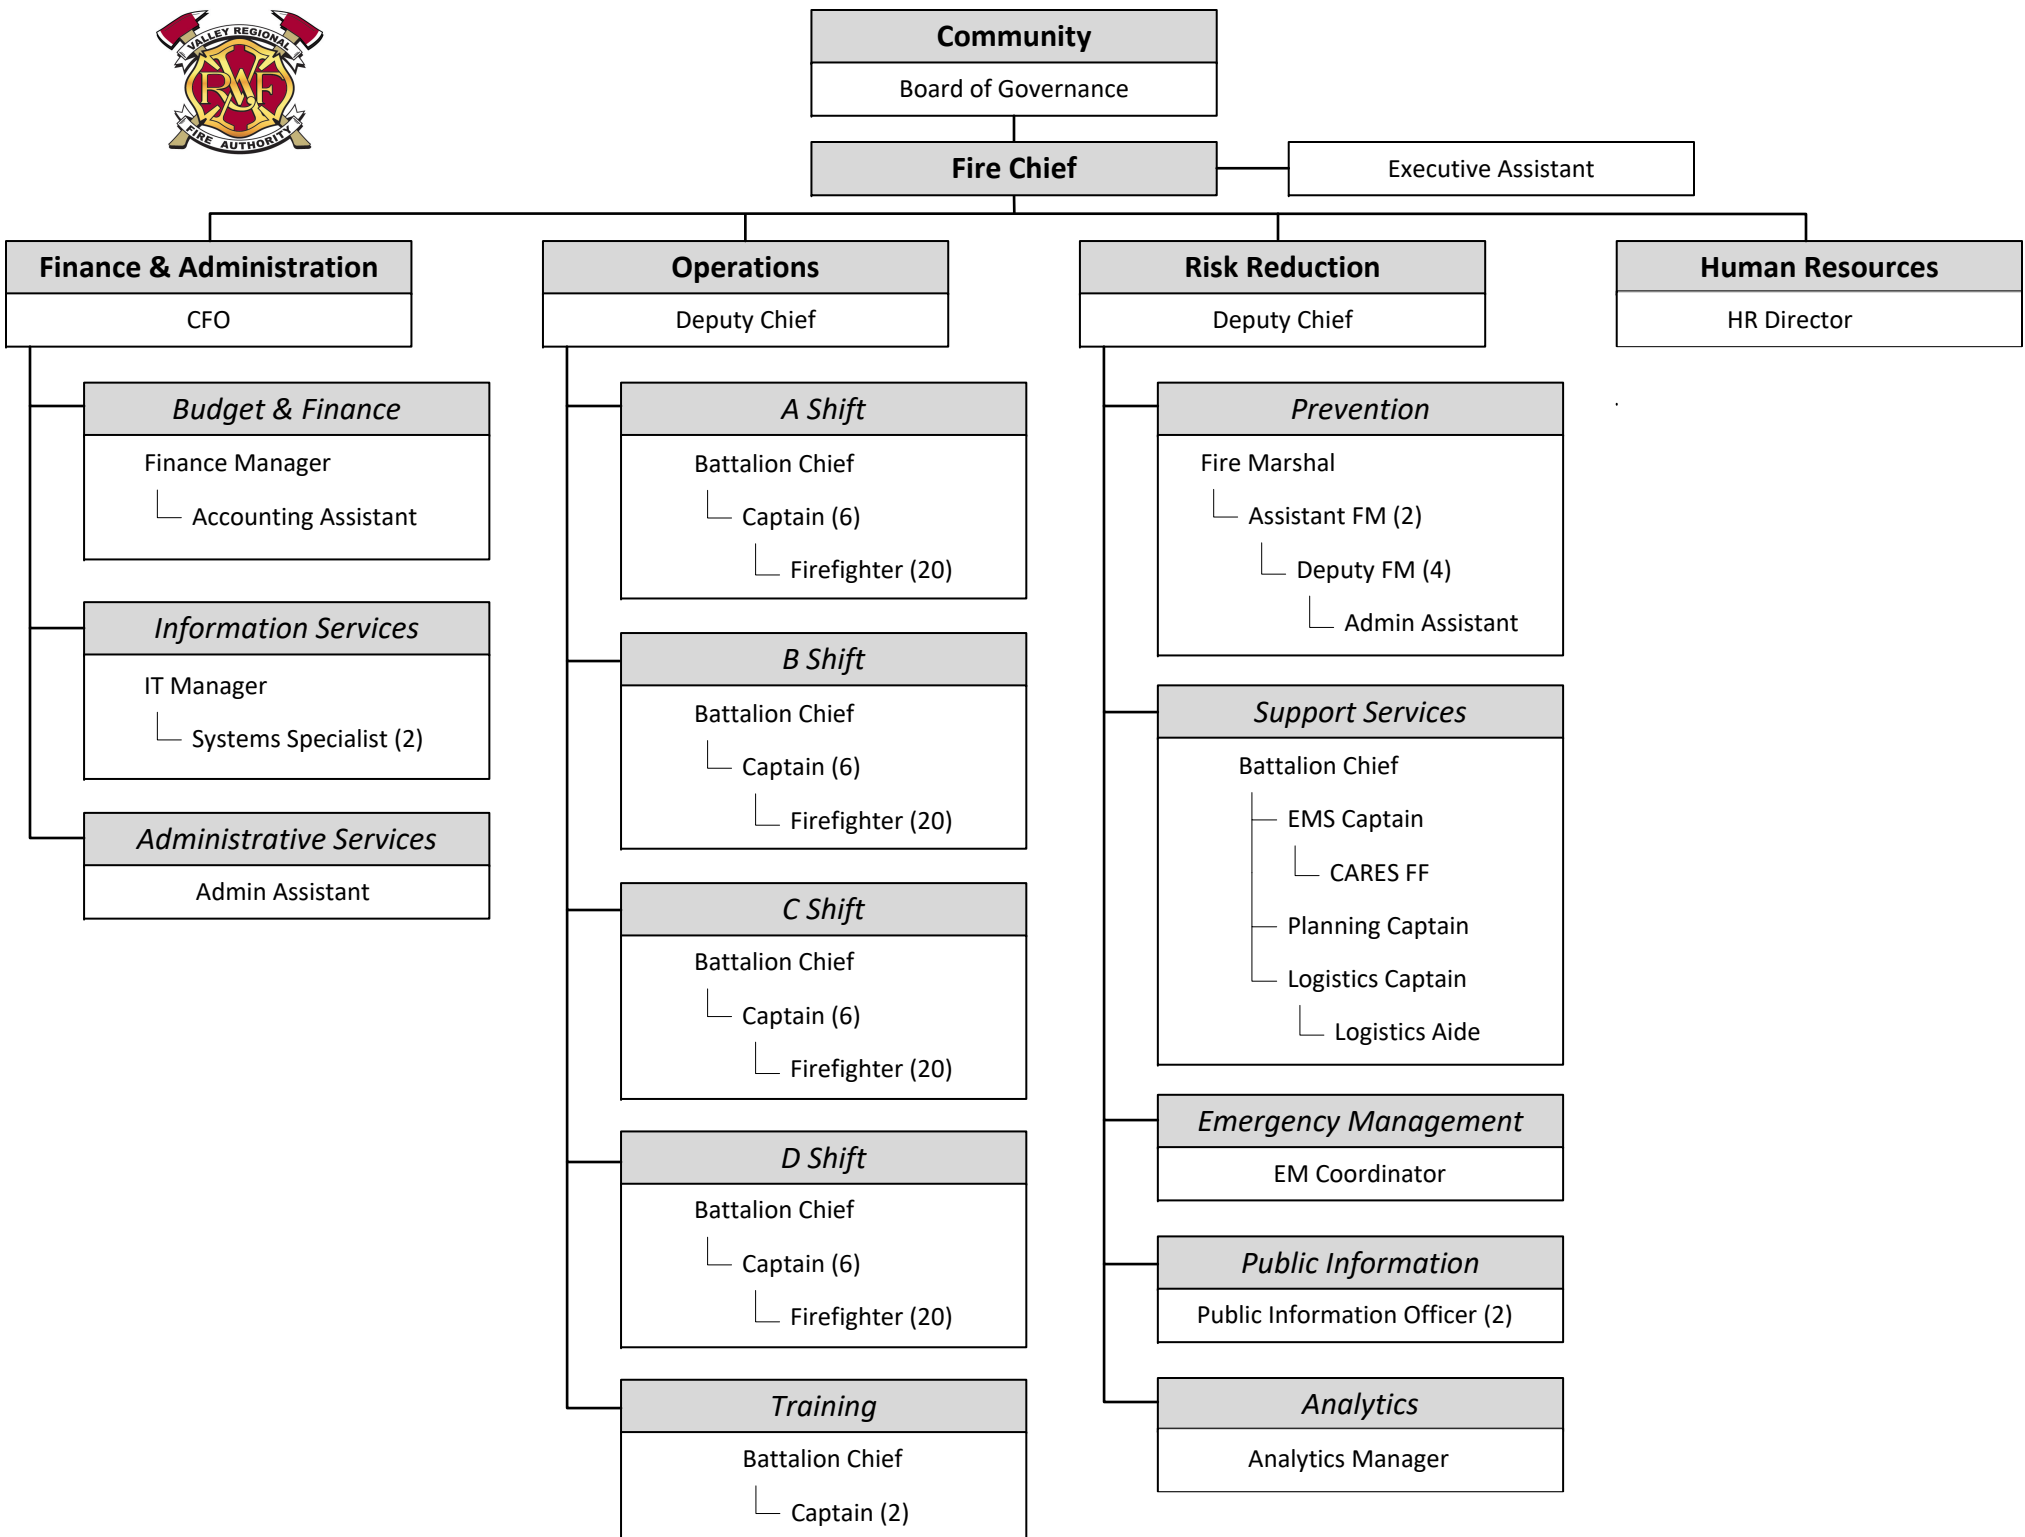 VALLEY REGIONAL
FIRE AUTHORITY
Community
Board of Governance
Fire Chief
Executive Assistant
Finance & Administration
CFO
Budget & Finance
Finance Manager
Accounting Assistant
Information Services
IT Manager
Systems Specialist (2)
Administrative Services
Admin Assistant
Operations
Deputy Chief
A Shift
Battalion Chief
Captain (6)
Firefighter (20)
B Shift
Battalion Chief
Captain (6)
Firefighter (20)
C Shift
Battalion Chief
Captain (6)
Firefighter (20)
D Shift
Battalion Chief
Captain (6)
Firefighter (20)
Training
Battalion Chief
Captain (2)
Risk Reduction
Deputy Chief
Prevention
Fire Marshal
Assistant FM (2)
Deputy FM (4)
Admin Assistant
Support Services
Battalion Chief
EMS Captain
CARES FF
Planning Captain
Logistics Captain
Logistics Aide
Emergency Management
EM Coordinator
Public Information
Public Information Officer (2)
Analytics
Analytics Manager
Human Resources
HR Director